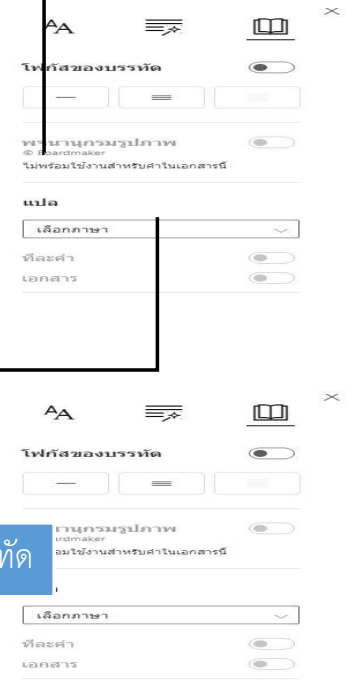 AA
โฟกัสของบรรทัด
พจนานุกรมรูปภาพ
© Boardmaker
ไม่พร้อมใช้งานสำหรับคำในเอกสารนี้
แปล
เลือกภาษา
ทีละคำ
เอกสาร
AA
โฟกัสของบรรทัด
านุกรมรูปภาพ
rdmaker
อมใช้งานสำหรับคำในเอกสารนี้
ทัด
เลือกภาษา
ทีละคำ
เอกสาร